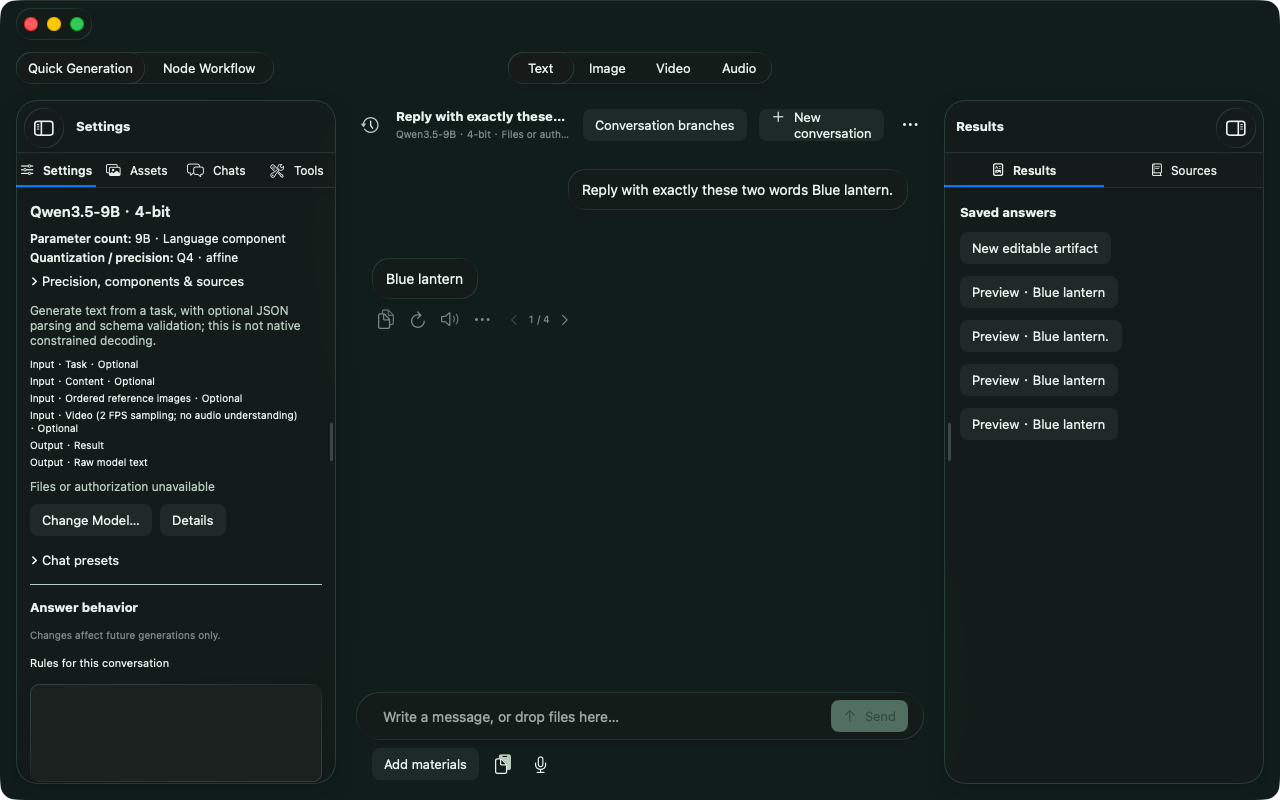 Quick Generation
Node Workflow
Text
Image
Video
Audio
Settings
Settings
Assets
Chats
Tools
Qwen3.5-9B · 4-bit
Parameter count: 9B · Language component
Quantization / precision: Q4 · affine
Precision, components & sources
Generate text from a task, with optional JSON
parsing and schema validation; this is not native
constrained decoding.
Input · Task · Optional
Input · Content · Optional
Input · Ordered reference images · Optional
Input · Video (2 FPS sampling; no audio understanding)
· Optional
Output · Result
Output · Raw model text
Files or authorization unavailable
Change Model...
Details
Chat presets
Answer behavior
Changes affect future generations only.
Rules for this conversation
Reply with exactly these...
Qwen3.5-9B · 4-bit · Files or auth...
Conversation branches
New
conversation
Reply with exactly these two words Blue lantern.
Blue lantern
1 / 4
Write a message, or drop files here...
Send
Add materials
Results
Results
Sources
Saved answers
New editable artifact
Preview · Blue lantern
Preview · Blue lantern.
Preview · Blue lantern
Preview · Blue lantern